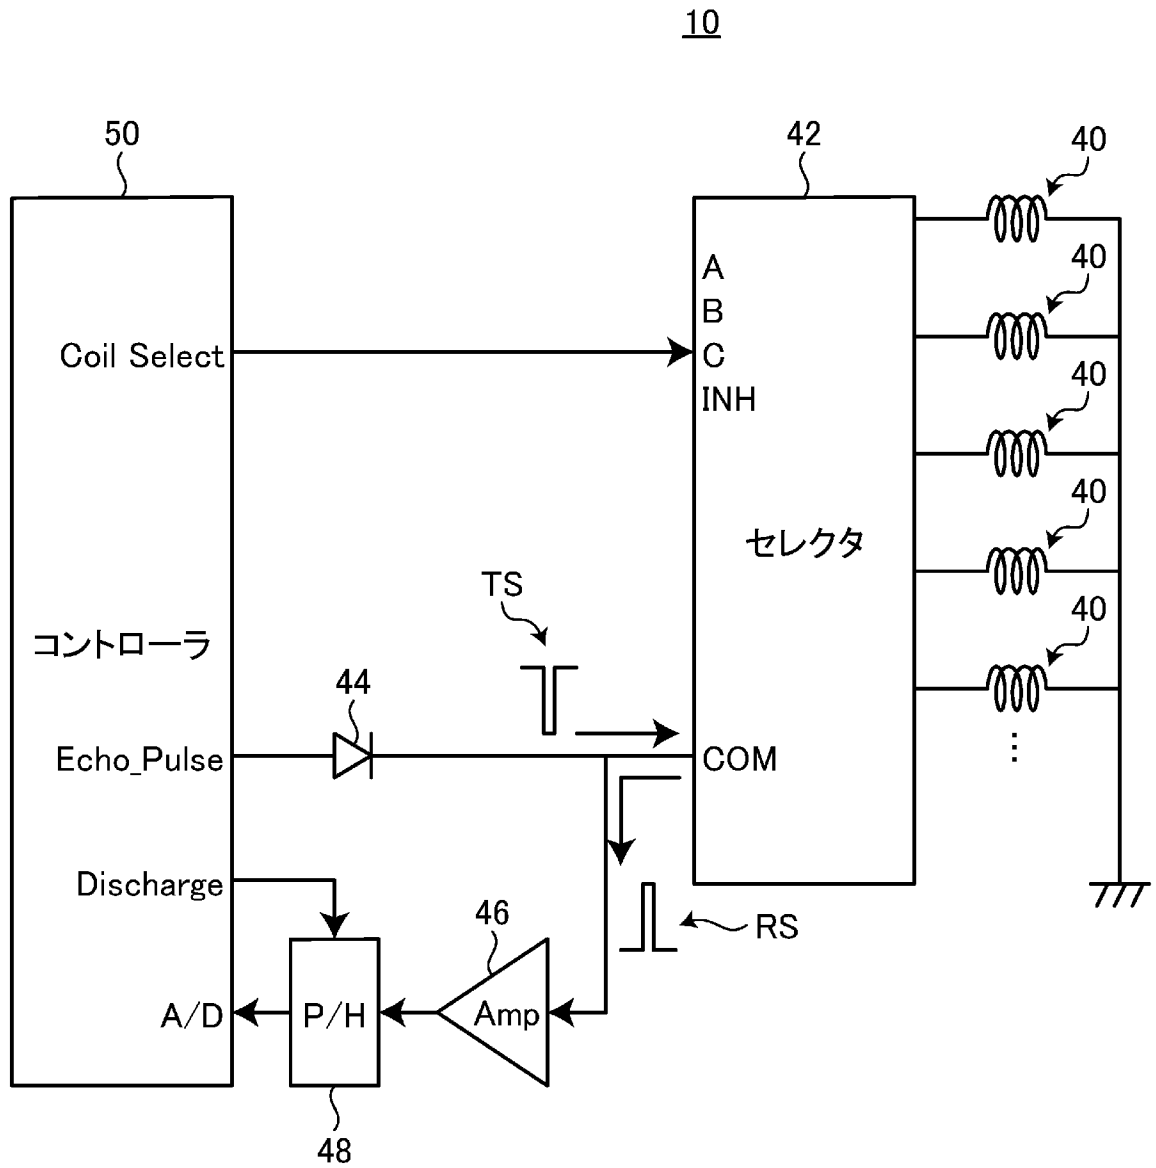 10
50
42
40
40
A
B
Coil Select
C
INH
40
40
セレクタ
TS
40
コントローラ
44
Echo_Pulse
COM
Discharge
46
RS
A/D
P/H
Amp
48